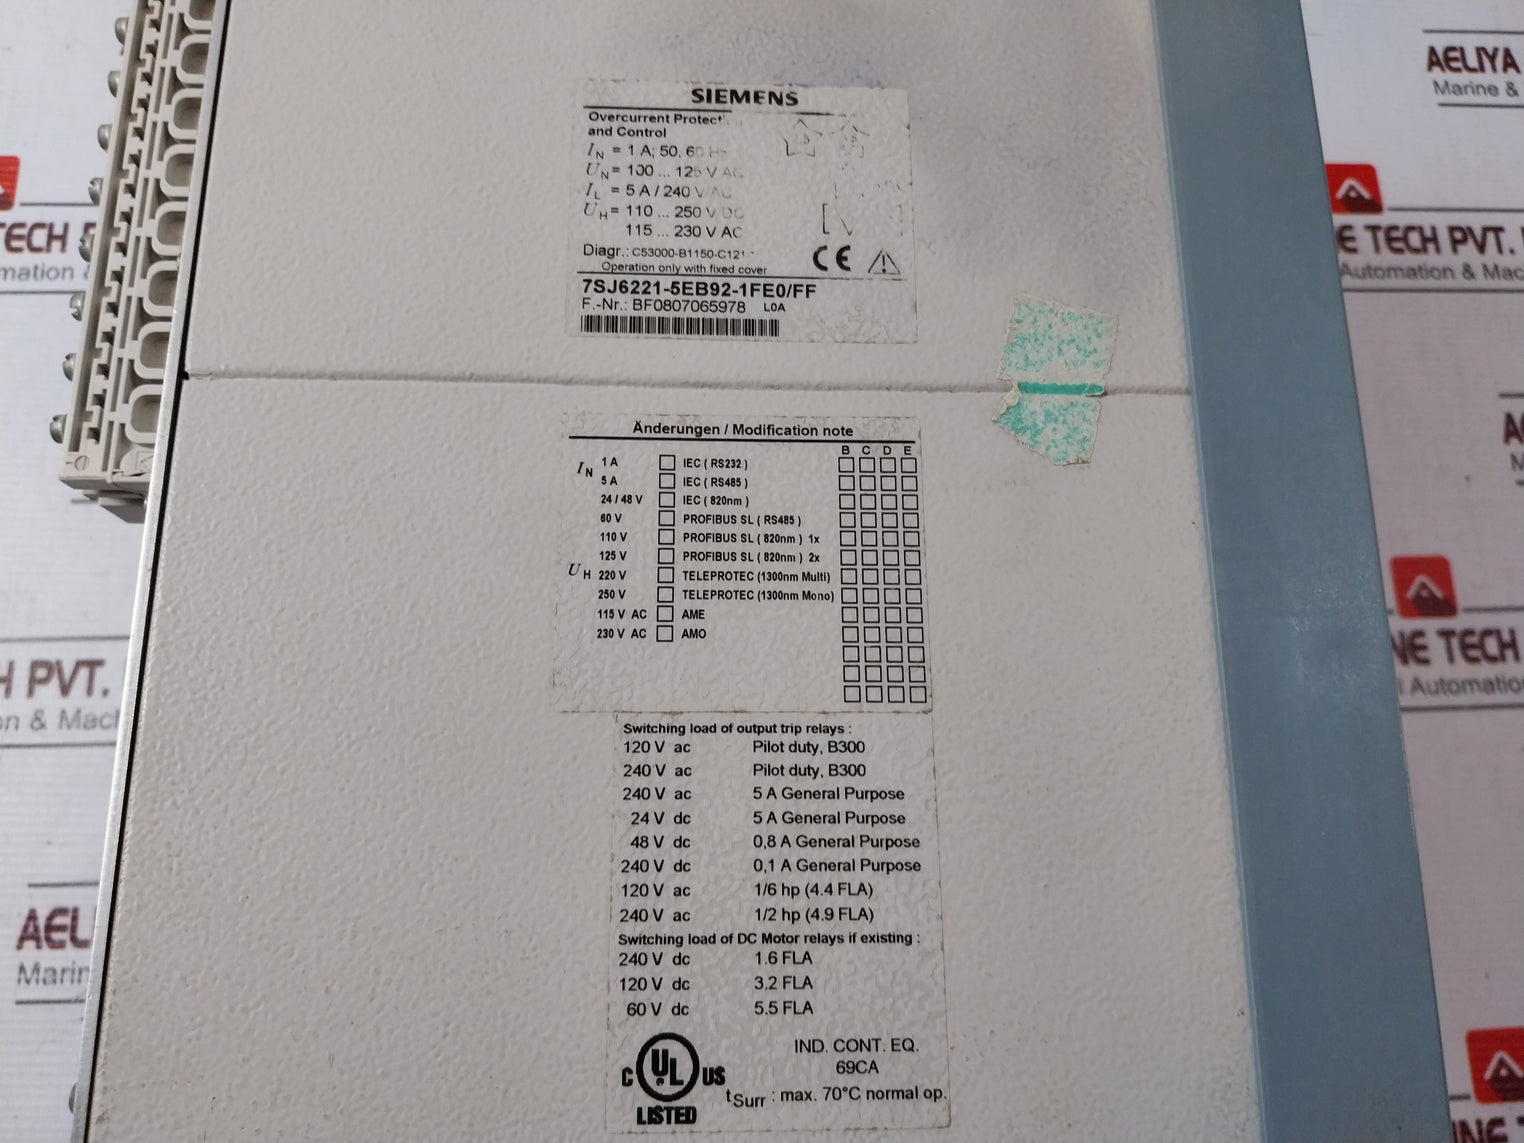 SIEMENS
Overcurrent Protect
and Control
IN = 1 A; 50, 60 Hz
UN = 100 ... 125 V AC
IL = 5 A / 240 V AC
UH = 110 ... 250 V DC
115 ... 230 V AC
Diagr.: C53000-B1150-C121
Operation only with fixed cover
CE
7SJ6221-5EB92-1FE0/FF
F.-Nr.: BF0807065978 L0A
Änderungen / Modification note
B C D E
IN 1 A IEC ( RS232 )
5 A IEC ( RS485 )
24 / 48 V IEC ( 820nm )
60 V PROFIBUS SL ( RS485 )
110 V PROFIBUS SL ( 820nm ) 1x
125 V PROFIBUS SL ( 820nm ) 2x
UH 220 V TELEPROTEC (1300nm Multi)
250 V TELEPROTEC (1300nm Mono)
115 V AC AME
230 V AC AMO
Switching load of output trip relays :
120 V ac Pilot duty, B300
240 V ac Pilot duty, B300
240 V ac 5 A General Purpose
24 V dc 5 A General Purpose
48 V dc 0,8 A General Purpose
240 V dc 0,1 A General Purpose
120 V ac 1/6 hp (4.4 FLA)
240 V ac 1/2 hp (4.9 FLA)
Switching load of DC Motor relays if existing :
240 V dc 1.6 FLA
120 V dc 3.2 FLA
60 V dc 5.5 FLA
C UL US
LISTED
IND. CONT. EQ.
69CA
tSurr : max. 70°C normal op.
AELIYA
Marine &
TECH
mation &
E TECH PVT.
Automation & Mac
H PVT.
n & Mach
NE TECH
Automation
AEL
Marin
NE TE